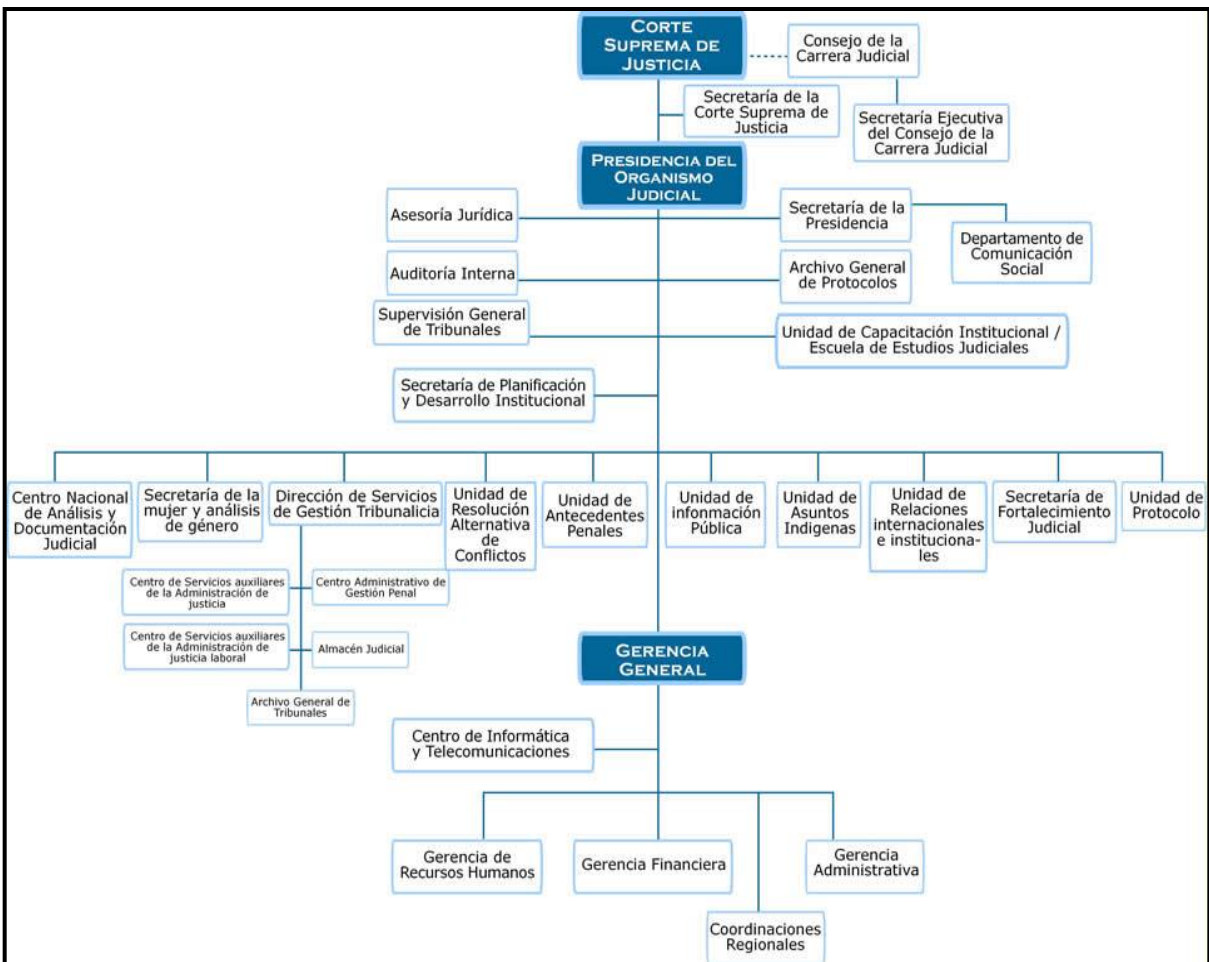 CORTE
SUPREMA DE
JUSTICIA
Consejo de la
Carrera Judicial
Secretaría de la
Corte Suprema de
Justicia
Secretaría Ejecutiva
del Consejo de la
Carrera Judicial
PRESIDENCIA DEL
ORGANISMO
JUDICIAL
Asesoría Jurídica
Secretaría de la
Presidencia
Departamento de
Comunicación
Social
Auditoría Interna
Archivo General
de Protocolos
Supervisión General
de Tribunales
Unidad de Capacitación Institucional /
Escuela de Estudios Judiciales
Secretaría de Planificación
y Desarrollo Institucional
Centro Nacional
de Análisis y
Documentación
Judicial
Secretaría de la
mujer y análisis
de género
Dirección de Servicios
de Gestión Tribunalicia
Unidad de
Resolución
Alternativa
de
Conflictos
Unidad de
Antecedentes
Penales
Unidad de
información
Pública
Unidad de
Asuntos
Indigenas
Unidad de
Relaciones
internacionales
e instituciona-
les
Secretaría de
Fortalecimiento
Judicial
Unidad de
Protocolo
Centro de Servicios auxiliares
de la Administración de
justicia
Centro Administrativo de
Gestión Penal
Centro de Servicios auxiliares
de la Administración de
justicia laboral
Almacén Judicial
Archivo General de
Tribunales
GERENCIA
GENERAL
Centro de Informática
y Telecomunicaciones
Gerencia de
Recursos Humanos
Gerencia Financiera
Gerencia
Administrativa
Coordinaciones
Regionales